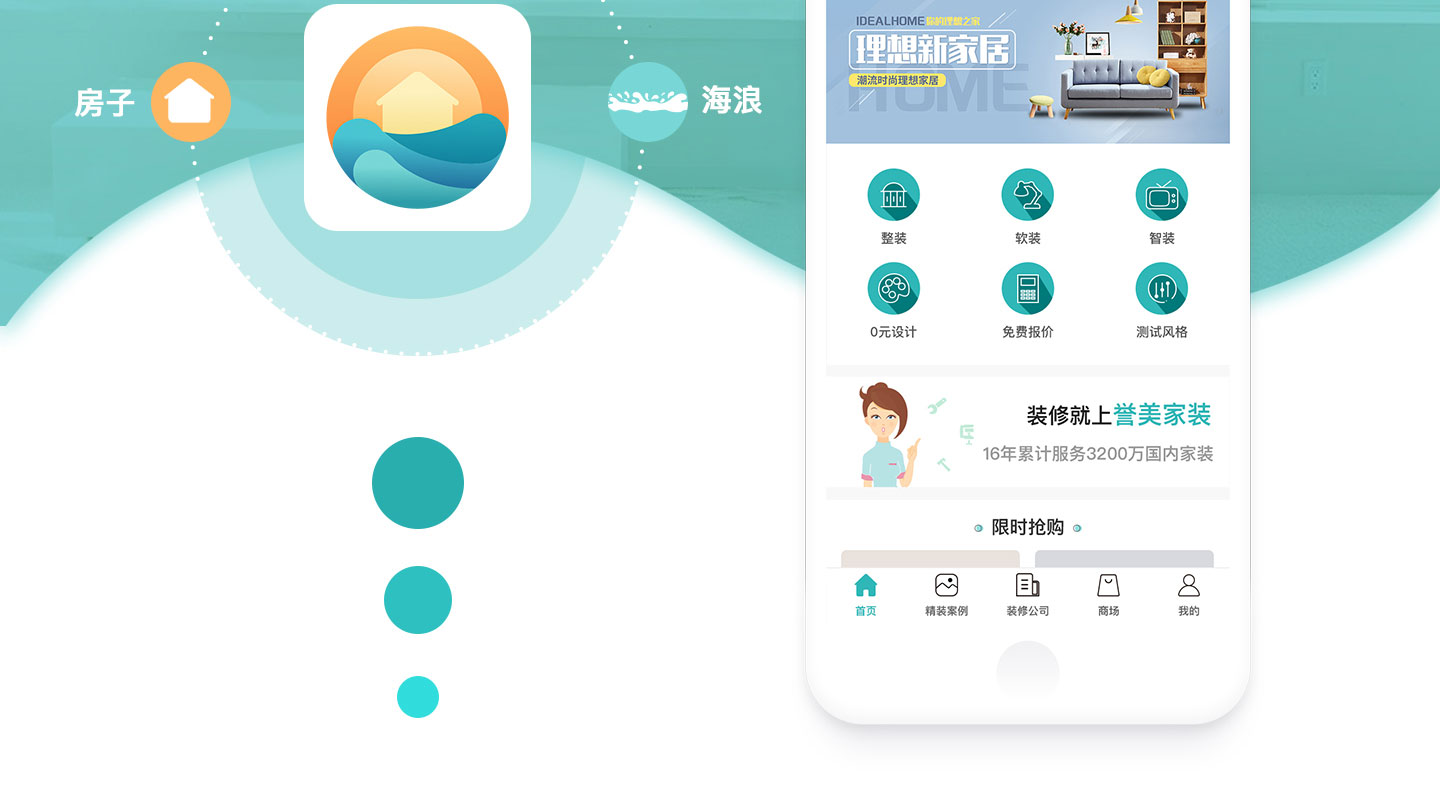 房子
海浪
IDEALHOME 你的理想之家
理想新家居
潮流时尚理想家居
HOME
整装
软装
智装
0元设计
免费报价
测试风格
装修就上誉美家装
16年累计服务3200万国内家装
限时抢购
首页
精装案例
装修公司
商场
我的